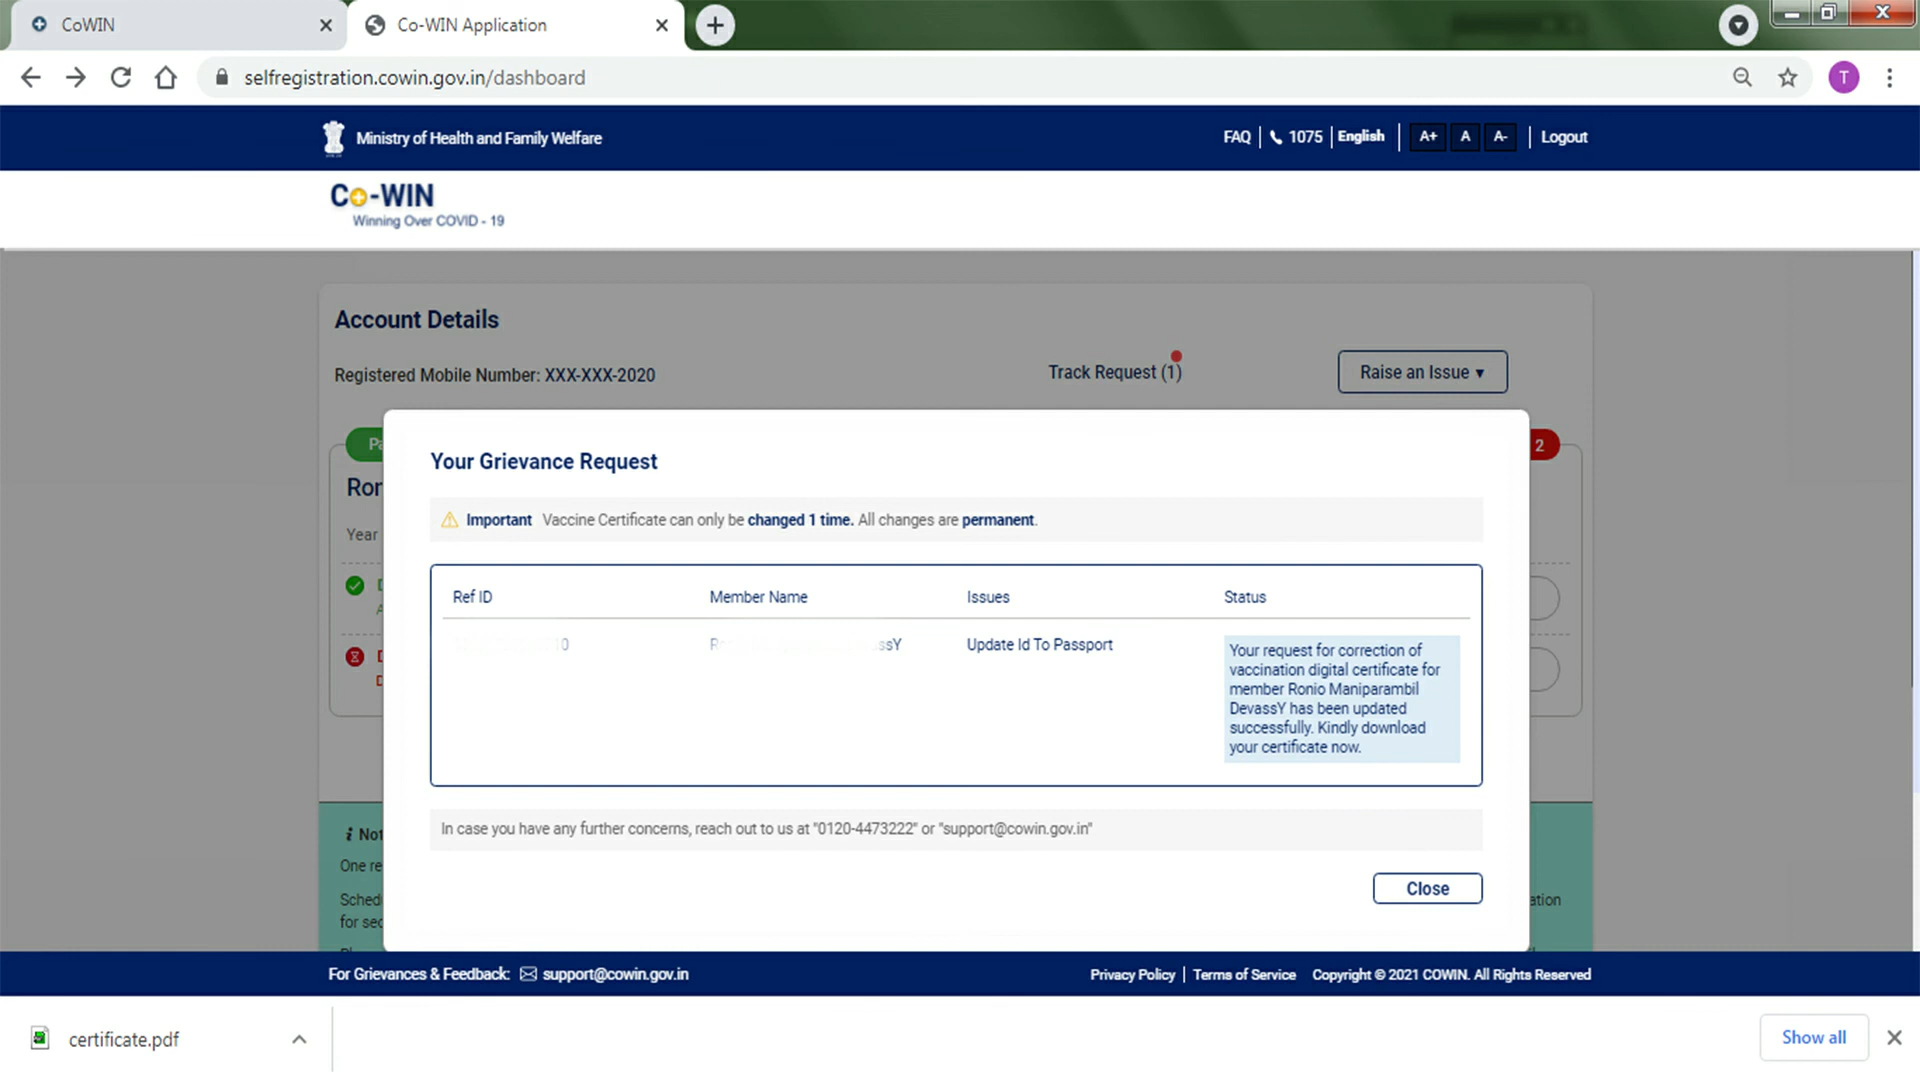 CoWIN
Co-WIN Application
selfregistration.cowin.gov.in/dashboard
T
Ministry of Health and Family Welfare
FAQ | 1075 | English | A+ A A- | Logout
Co-WIN
Winning Over COVID - 19
Account Details
Registered Mobile Number: XXX-XXX-2020
Track Request (1)
Raise an Issue ▾
2
Year
Your Grievance Request
Important Vaccine Certificate can only be changed 1 time. All changes are permanent.
Ref ID Member Name Issues Status
Update Id To Passport
Your request for correction of
vaccination digital certificate for
member Ronio Maniparambil
DevassY has been updated
successfully. Kindly download
your certificate now.
In case you have any further concerns, reach out to us at "0120-4473222" or "support@cowin.gov.in"
Close
One re
Sched
for sec
For Grievances & Feedback: support@cowin.gov.in
Privacy Policy | Terms of Service Copyright © 2021 COWIN. All Rights Reserved
certificate.pdf
Show all